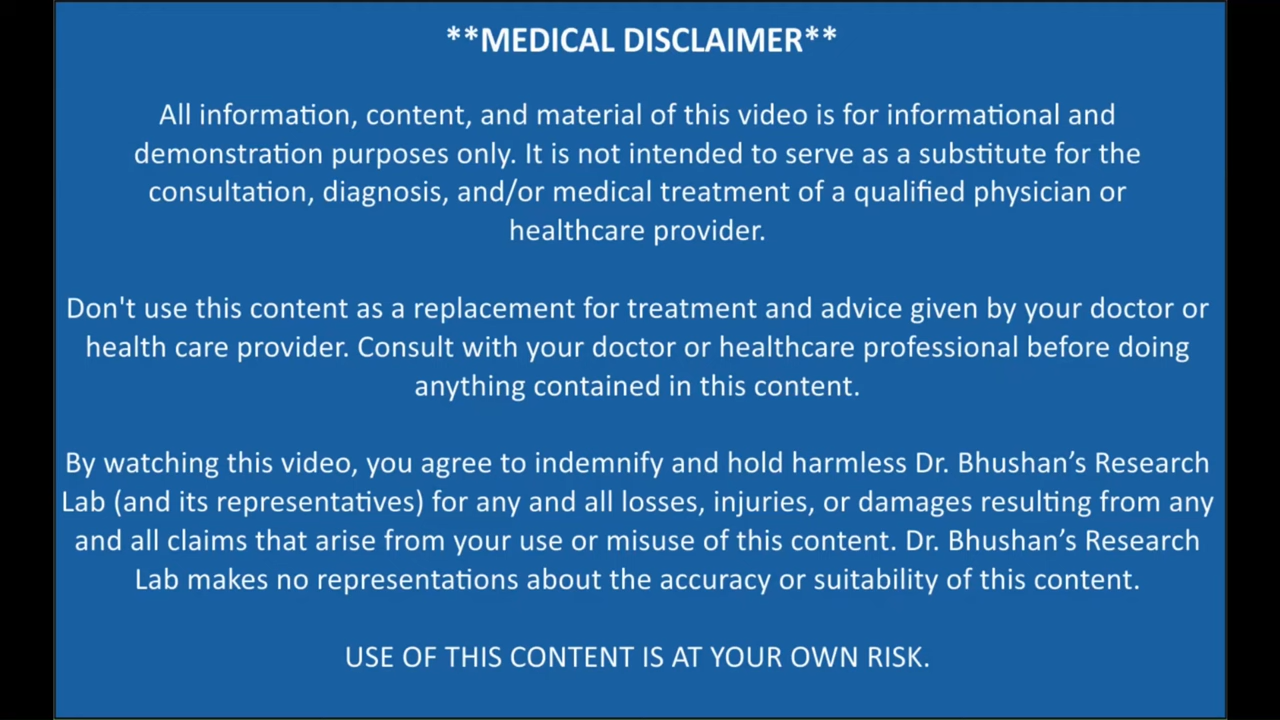 **MEDICAL DISCLAIMER**
All information, content, and material of this video is for informational and
demonstration purposes only. It is not intended to serve as a substitute for the
consultation, diagnosis, and/or medical treatment of a qualified physician or
healthcare provider.
Don't use this content as a replacement for treatment and advice given by your doctor or
health care provider. Consult with your doctor or healthcare professional before doing
anything contained in this content.
By watching this video, you agree to indemnify and hold harmless Dr. Bhushan’s Research
Lab (and its representatives) for any and all losses, injuries, or damages resulting from any
and all claims that arise from your use or misuse of this content. Dr. Bhushan’s Research
Lab makes no representations about the accuracy or suitability of this content.
USE OF THIS CONTENT IS AT YOUR OWN RISK.